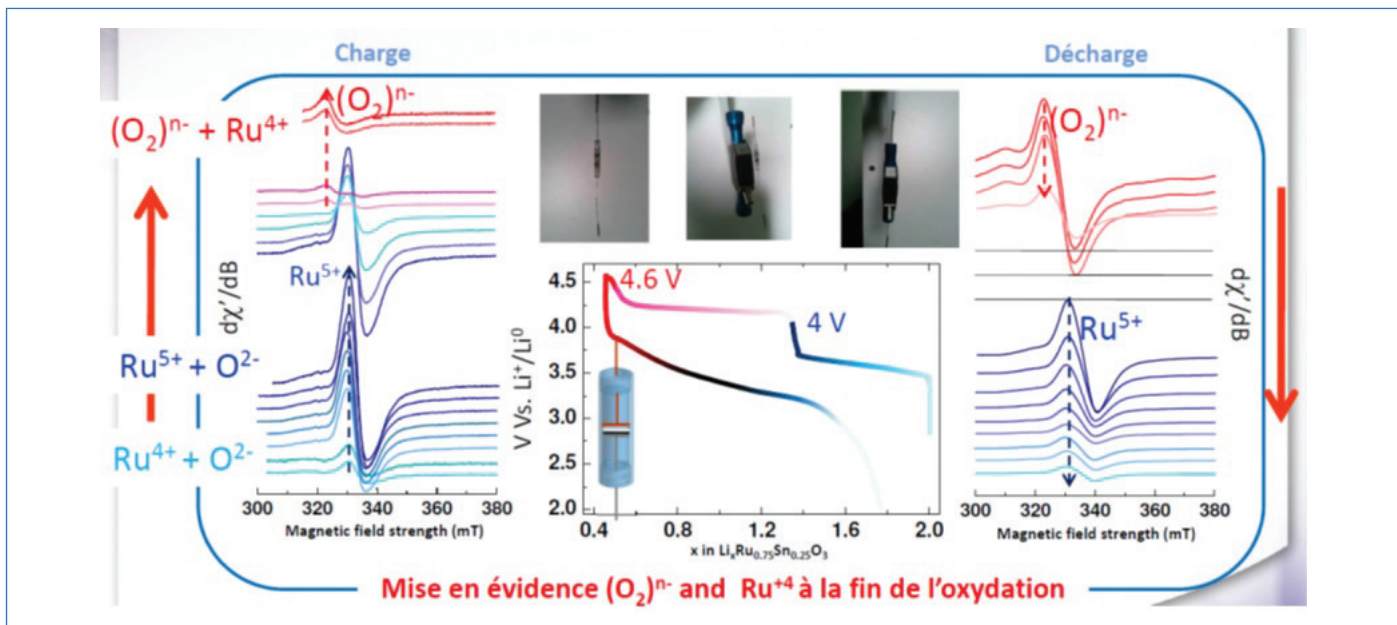 Charge
Décharge
(O₂)ⁿ⁻ + Ru⁴⁺
Ru⁵⁺ + O²⁻
Ru⁴⁺ + O²⁻
dχ'/dB
(O₂)ⁿ⁻
Ru⁵⁺
300 320 340 360 380
Magnetic field strength (mT)
V Vs. Li⁺/Li⁰
4.5
4.0
3.5
3.0
2.5
2.0
4.6 V
4 V
0.4 0.8 1.2 1.6 2.0
x in LiₓRu₀.₇₅Sn₀.₂₅O₃
(O₂)ⁿ⁻
Ru⁵⁺
dχ'/dB
300 320 340 360 380
Magnetic field strength (mT)
Mise en évidence (O₂)ⁿ⁻ and Ru⁺⁴ à la fin de l'oxydation